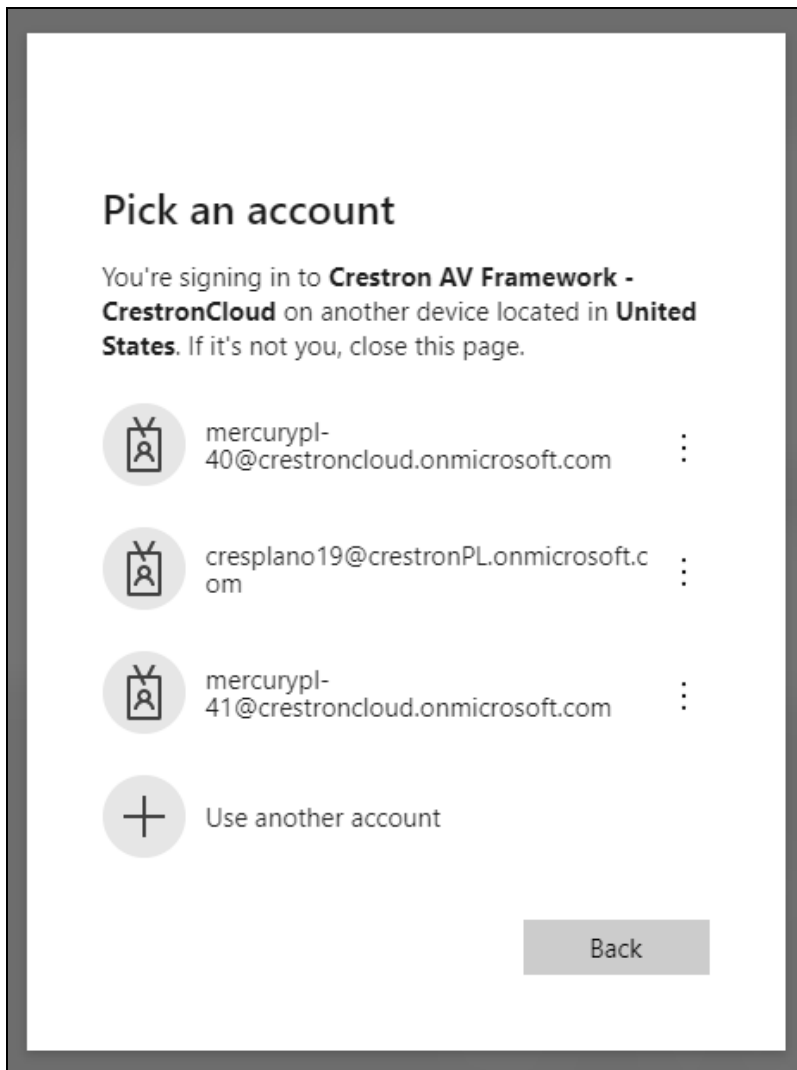 Pick an account
You're signing in to Crestron AV Framework -
CrestronCloud on another device located in United
States. If it's not you, close this page.
mercurypl-
40@crestroncloud.onmicrosoft.com
cresplano19@crestronPL.onmicrosoft.c
om
mercurypl-
41@crestroncloud.onmicrosoft.com
Use another account
Back